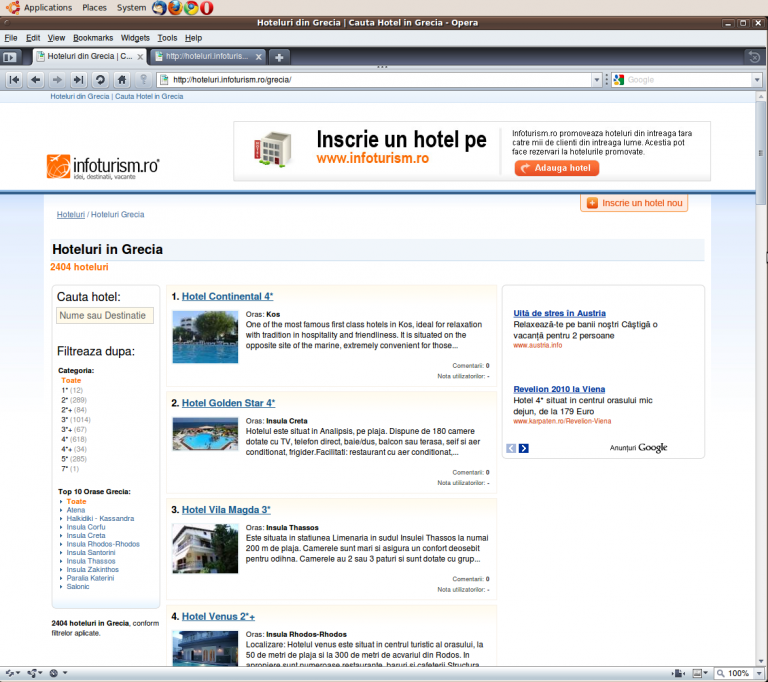 Applications Places System
Hoteluri din Grecia | Cauta Hotel in Grecia - Opera
File Edit View Bookmarks Widgets Tools Help
Hoteluri din Grecia | C...
http://hoteluri.infoturis...
http://hoteluri.infoturism.ro/grecia/
Google
Hoteluri din Grecia | Cauta Hotel in Grecia
infoturism.ro
idei, destinatii, vacante
Inscrie un hotel pe
www.infoturism.ro
Infoturism.ro promoveaza hoteluri din intreaga tara
catre mii de clienti din intreaga lume. Acestia pot
face rezervari la hotelurile promovate.
Adauga hotel
Inscrie un hotel nou
Hoteluri / Hoteluri Grecia
Hoteluri in Grecia
2404 hoteluri
Cauta hotel:
Nume sau Destinatie
Filtreaza dupa:
Categoria:
Toate
1* (12)
2* (289)
2*+ (84)
3* (1014)
3*+ (67)
4* (618)
4*+ (34)
5* (285)
7* (1)
Top 10 Orase Grecia:
Toate
Atena
Halkidiki - Kassandra
Insula Corfu
Insula Creta
Insula Rhodos-Rhodos
Insula Santorini
Insula Thassos
Insula Zakinthos
Paralia Katerini
Salonic
2404 hoteluri in Grecia, conform
filtrelor aplicate.
1. Hotel Continental 4*
Oras: Kos
One of the most famous first class hotels in Kos, ideal for relaxation
with tradition in hospitality and friendliness. It is situated on the
opposite site of the marine, extremely convenient for those...
Comentarii: 0
Nota utilizatorilor: -
2. Hotel Golden Star 4*
Oras: Insula Creta
Hotelul este situat in Analipsis, pe plaja. Dispune de 180 camere
dotate cu TV, telefon direct, baie/dus, balcon sau terasa, seif si aer
conditionat, frigider.Facilitati: restaurant cu aer conditionat,...
Comentarii: 0
Nota utilizatorilor: -
3. Hotel Vila Magda 3*
Oras: Insula Thassos
Este situata in statiunea Limenaria in sudul Insulei Thassos la numai
200 m de plaja. Camerele sunt mari si asigura un confort deosebit
pentru odihna. Camerele au 2 sau 3 paturi si sunt dotate cu grup...
Comentarii: 0
Nota utilizatorilor: -
4. Hotel Venus 2*+
Oras: Insula Rhodos-Rhodos
Localizare: Hotelul venus este situat in centrul turistic al orasului, la
50 de metri de plaja si la 300 de metri de acvariul din Rodos. In
apropiere sunt numeroase restaurante, baruri si cafeterii.Structura
Uită de stres în Austria
Relaxează-te pe banii noştri Câştigă o
vacanţă pentru 2 persoane
www.austria.info
Revelion 2010 la Viena
Hotel 4* situat in centrul orasului mic
dejun, de la 179 Euro
www.karpaten.ro/Revelion-Viena
Anunţuri Google
100%